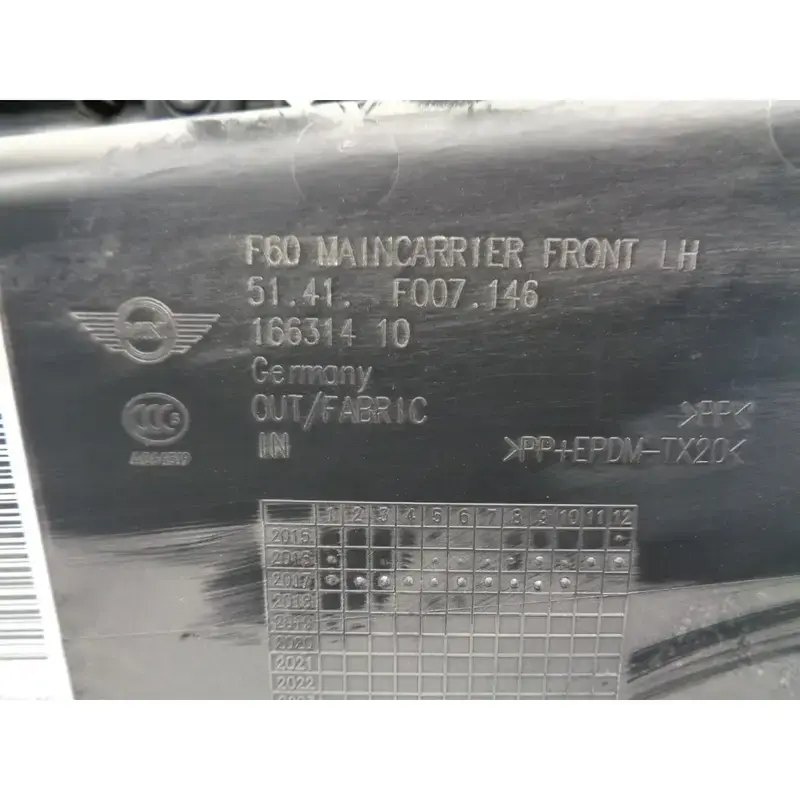 F60 MAINCARRIER FRONT LH
51.41. F007.146
166314 10
Germany
OUT/FABRIC >PP<
IN >PP+EPDM-TX20<
1 2 3 4 5 6 7 8 9 10 11 12
2015
2016
2017
2018
2019
2020
2021
2022